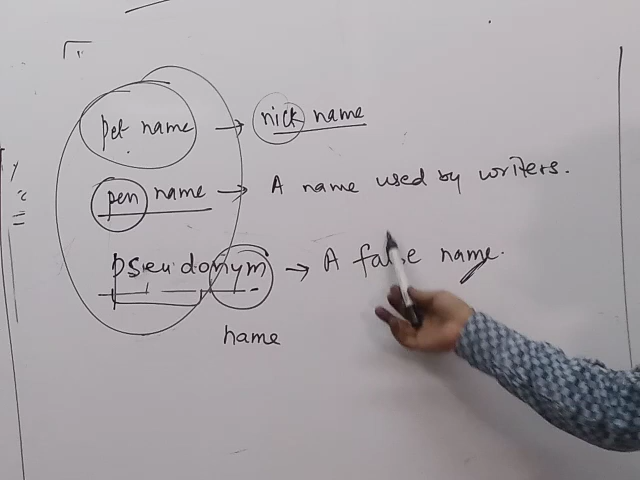 pet name → nick name
pen name → A name used by writers.
pseudonym → A false name.
name